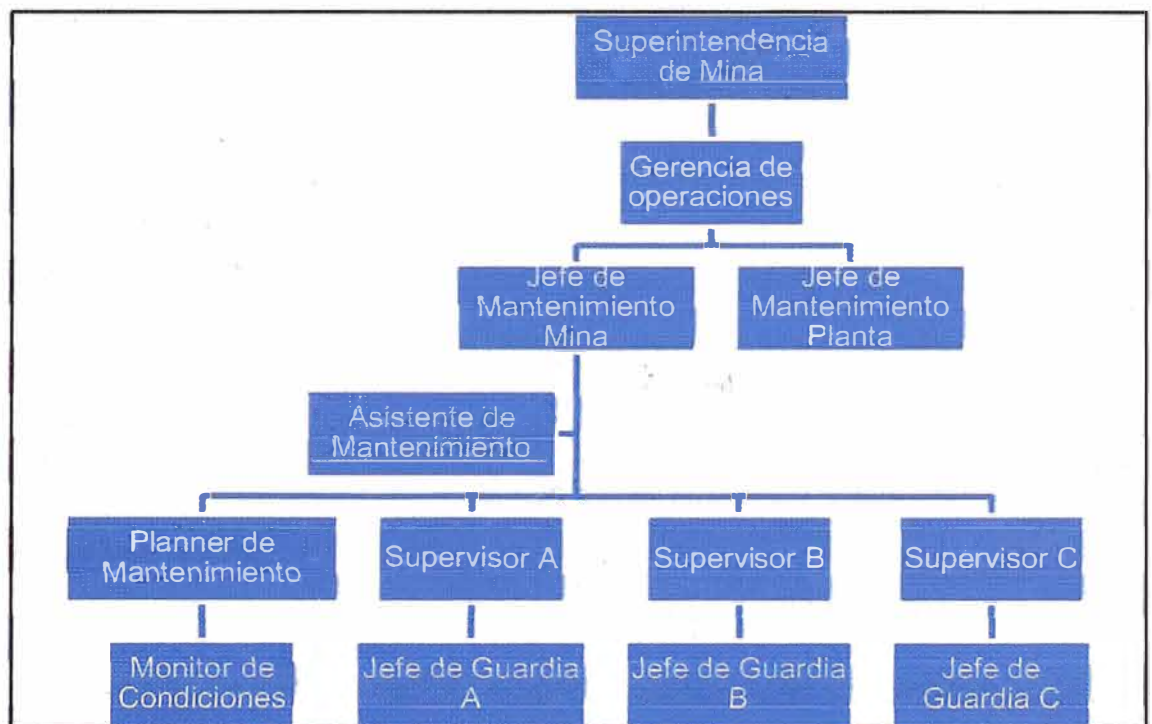 Superintendencia
de Mina
Gerencia de
operaciones
Jefe de
Mantenimiento
Mina
Jefe de
Mantenimiento
Planta
Asistente de
Mantenimiento
Planner de
Mantenimiento
Supervisor A
Supervisor B
Supervisor C
Monitor de
Condiciones
Jefe de Guardia
A
Jefe de Guardia
B
Jefe de
Guardia C